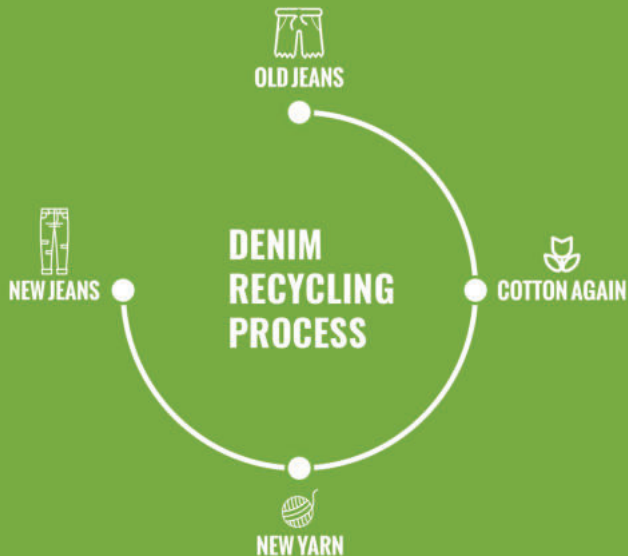 OLD JEANS
DENIM
RECYCLING
PROCESS
NEW JEANS
COTTON AGAIN
NEW YARN